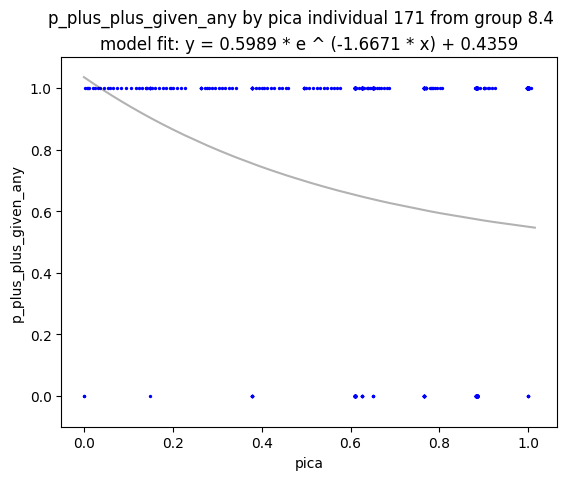 p_plus_plus_given_any by pica individual 171 from group 8.4
model fit: y = 0.5989 * e ^ (-1.6671 * x) + 0.4359
1.0
0.8
0.6
0.4
0.2
0.0
p_plus_plus_given_any
0.0 0.2 0.4 0.6 0.8 1.0
pica